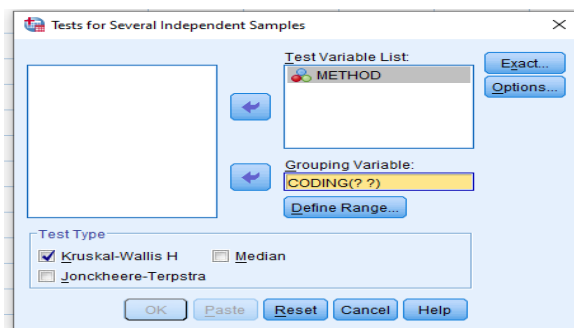 Tests for Several Independent Samples
Test Variable List:
METHOD
Exact...
Options...
Grouping Variable:
CODING(? ?)
Define Range...
Test Type
Kruskal-Wallis H
Median
Jonckheere-Terpstra
OK
Paste
Reset
Cancel
Help